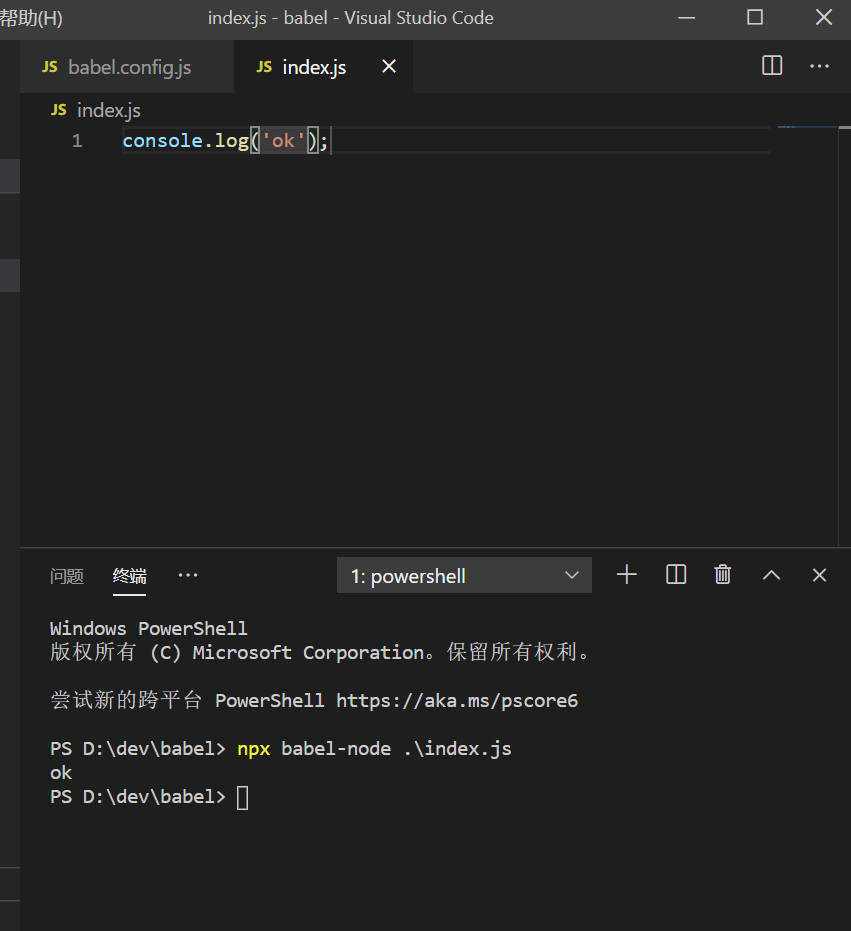 帮助(H) index.js - babel - Visual Studio Code
JS babel.config.js JS index.js
JS index.js
1 console.log('ok');
问题 终端 ··· 1: powershell
Windows PowerShell
版权所有 (C) Microsoft Corporation。保留所有权利。
尝试新的跨平台 PowerShell https://aka.ms/pscore6
PS D:\dev\babel> npx babel-node .\index.js
ok
PS D:\dev\babel>